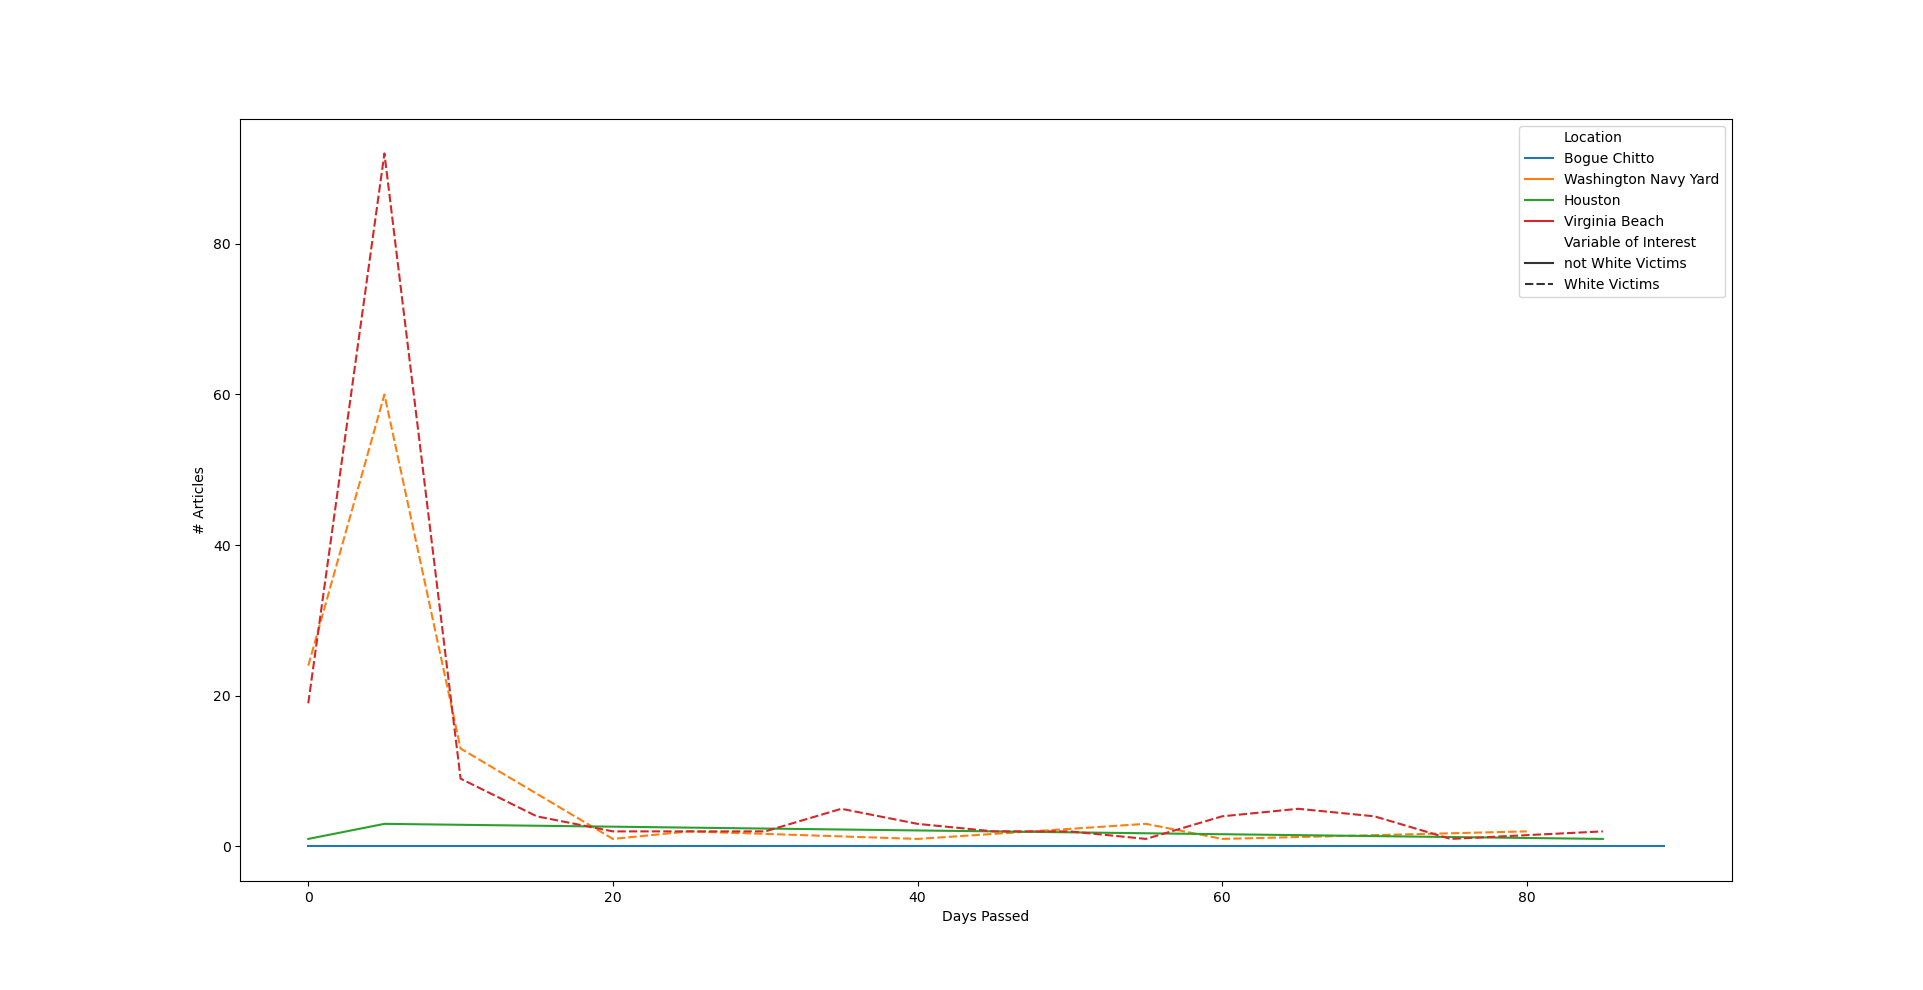 Location
Bogue Chitto
Washington Navy Yard
Houston
Virginia Beach
Variable of Interest
not White Victims
White Victims
80
60
40
20
0
# Articles
0 20 40 60 80
Days Passed